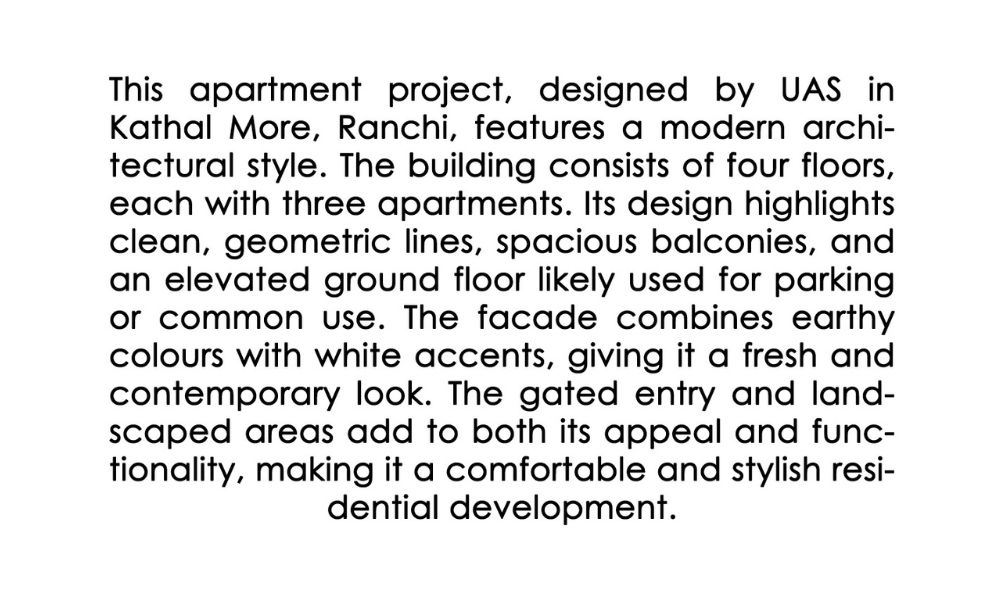 This apartment project, designed by UAS in
Kathal More, Ranchi, features a modern archi-
tectural style. The building consists of four floors,
each with three apartments. Its design highlights
clean, geometric lines, spacious balconies, and
an elevated ground floor likely used for parking
or common use. The facade combines earthy
colours with white accents, giving it a fresh and
contemporary look. The gated entry and land-
scaped areas add to both its appeal and func-
tionality, making it a comfortable and stylish resi-
dential development.